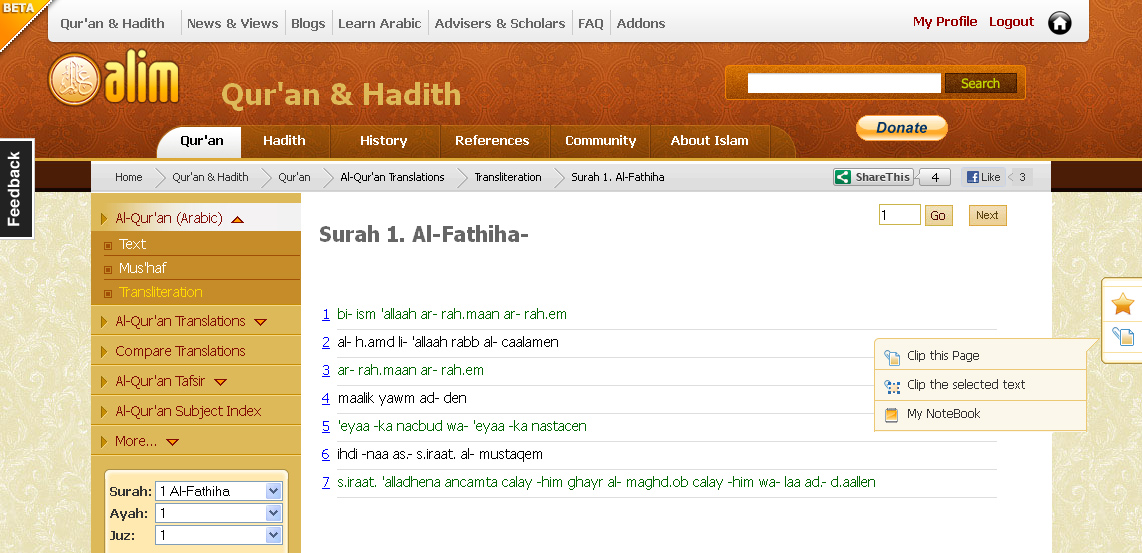 BETA
Qur'an & Hadith News & Views Blogs Learn Arabic Advisers & Scholars FAQ Addons My Profile Logout
alim
Qur'an & Hadith
Search
Donate
Qur'an Hadith History References Community About Islam
Feedback
Home Qur'an & Hadith Qur'an Al-Qur'an Translations Transliteration Surah 1. Al-Fathiha ShareThis 4 Like 3
Al-Qur'an (Arabic)
Text
Mus'haf
Transliteration
Al-Qur'an Translations
Compare Translations
Al-Qur'an Tafsir
Al-Qur'an Subject Index
More...
Surah: 1 Al-Fathiha
Ayah: 1
Juz: 1
1 Go Next
Surah 1. Al-Fathiha-
1 bi- ism 'allaah ar- rah.maan ar- rah.em
2 al- h.amd li- 'allaah rabb al- caalamen
3 ar- rah.maan ar- rah.em
4 maalik yawm ad- den
5 'eyaa -ka nacbud wa- 'eyaa -ka nastacen
6 ihdi -naa as.- s.iraat. al- mustaqem
7 s.iraat. 'alladhena ancamta calay -him ghayr al- maghd.ob calay -him wa- laa ad.- d.aallen
Clip this Page
Clip the selected text
My NoteBook